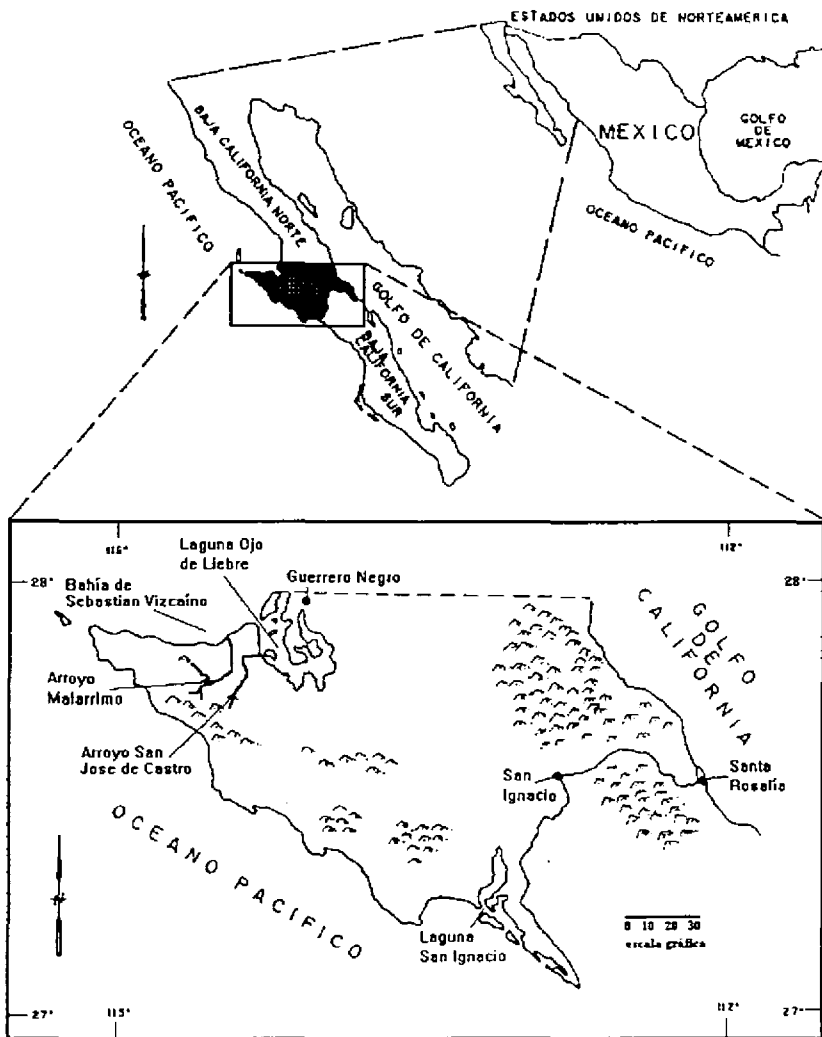 ESTADOS UNIDOS DE NORTEAMERICA
MEXICO
GOLFO
DE
MEXICO
OCEANO PACIFICO
OCEANO PACIFICO
BAJA CALIFORNIA NORTE
GOLFO DE CALIFORNIA
BAJA
CALIFORNIA
SUR
115°
112°
28°
28°
Laguna Ojo
de Liebre
Guerrero Negro
Bahía de
Sebastian Vizcaíno
GOLFO
DE
CALIFORNIA
Arroyo
Malarrimo
Arroyo San
Jose de Castro
San
Ignacio
Santa
Rosalia
OCEANO PACIFICO
Laguna
San Ignacio
0 10 20 30
escala gráfica
27°
115°
112°
27°